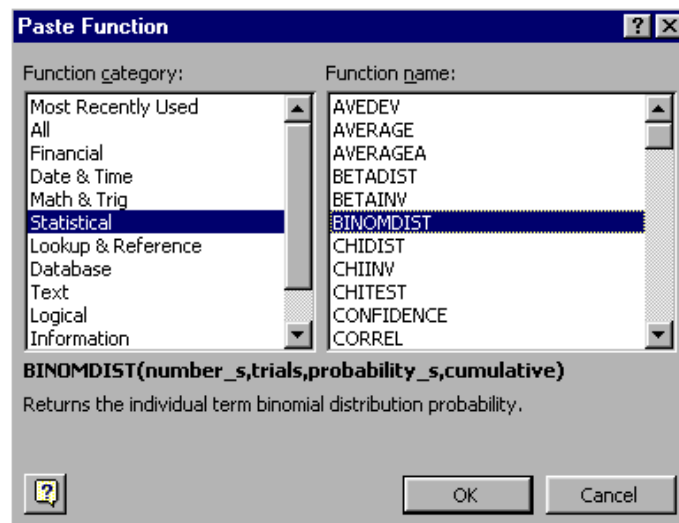 Paste Function
Function category:
Most Recently Used
All
Financial
Date & Time
Math & Trig
Statistical
Lookup & Reference
Database
Text
Logical
Information
Function name:
AVEDEV
AVERAGE
AVERAGEA
BETADIST
BETAINV
BINOMDIST
CHIDIST
CHIINV
CHITEST
CONFIDENCE
CORREL
BINOMDIST(number_s,trials,probability_s,cumulative)
Returns the individual term binomial distribution probability.
OK
Cancel